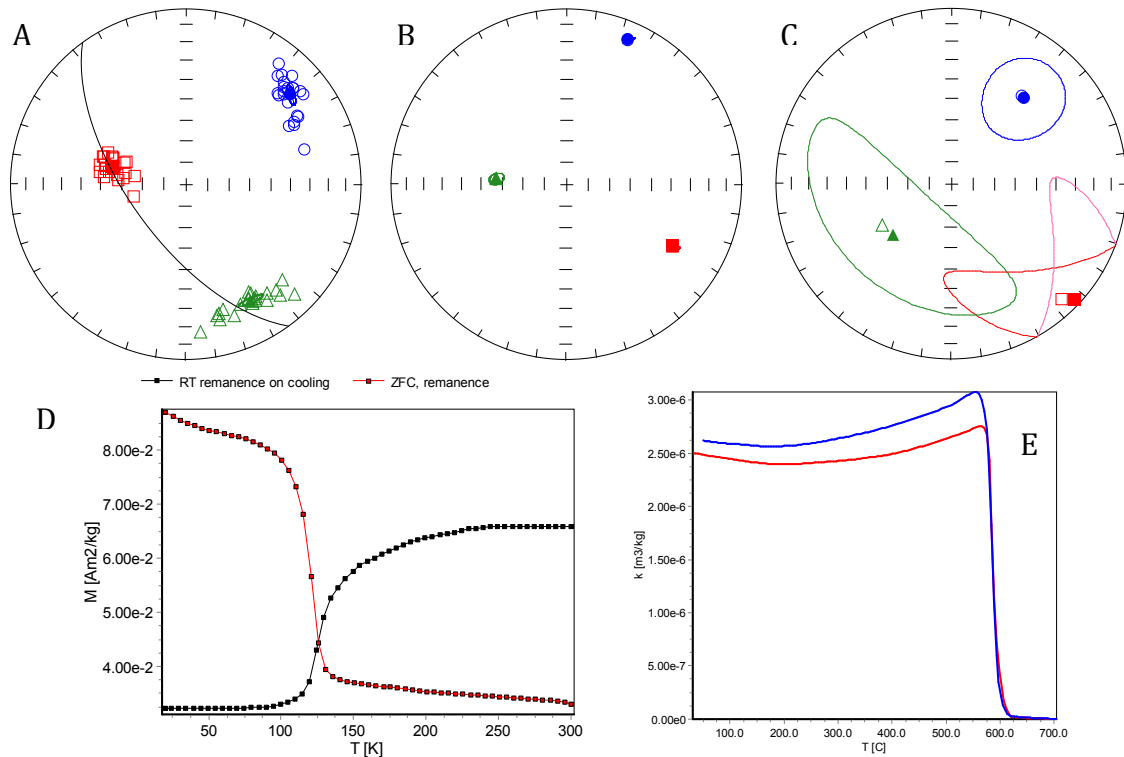 A
B
C
RT remanence on cooling
ZFC, remanence
D
8.00e-2
7.00e-2
6.00e-2
5.00e-2
4.00e-2
M [Am2/kg]
50
100
150
200
250
300
T [K]
E
3.00e-6
2.50e-6
2.00e-6
1.50e-6
1.00e-6
5.00e-7
0.00e0
k [m3/kg]
100.0
200.0
300.0
400.0
500.0
600.0
700.0
T [C]